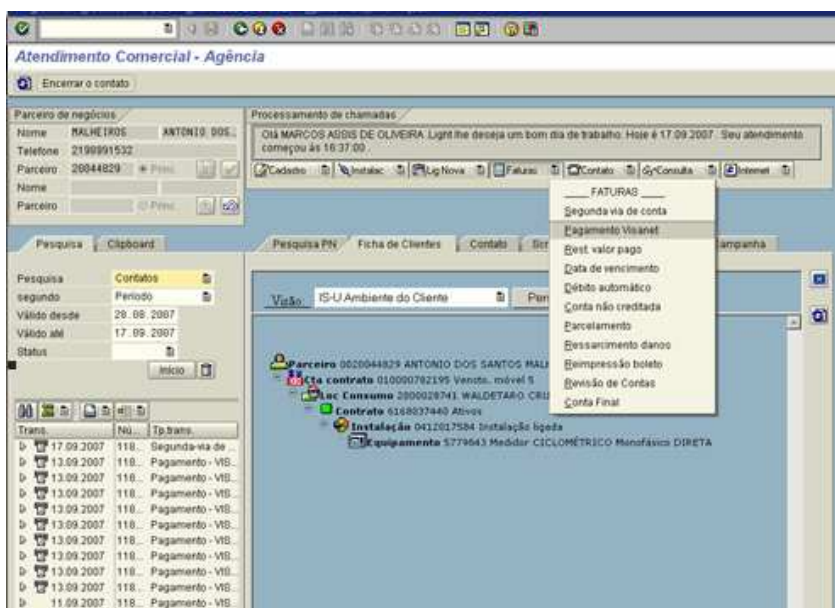 Atendimento Comercial - Agência
Encerrar o contato
Parceiro de negócios
Nome MALHEIROS ANTONIO DOS..
Telefone 2198991532
Parceiro 20044829 Princ.
Nome
Parceiro Princ.
Processamento de chamadas
Olá MARCOS ASSIS DE OLIVEIRA .Light lhe deseja um bom dia de trabalho. Hoje é 17.09.2007 . Seu atendimento
começou às 16:37:00 .
Cadastro Instalac Lig Nova Faturas Contato Consulta Internet
____FATURAS____
Segunda via de conta
Pagamento Visanet
Rest. valor pago
Data de vencimento
Débito automático
Conta não creditada
Parcelamento
Ressarcimento danos
Reimpressão boleto
Revisão de Contas
Conta Final
Pesquisa Clipboard
Pesquisa Contatos
segundo Período
Válido desde 28.08.2007
Válido até 17.09.2007
Status
Início
Trans. Nú... Tp.trans.
17.09.2007 118... Segunda-via de ...
13.09.2007 118... Pagamento - VIS...
13.09.2007 118... Pagamento - VIS...
13.09.2007 118... Pagamento - VIS...
13.09.2007 118... Pagamento - VIS...
13.09.2007 118... Pagamento - VIS...
13.09.2007 118... Pagamento - VIS...
13.09.2007 118... Pagamento - VIS...
13.09.2007 118... Pagamento - VIS...
11.09.2007 118... Pagamento - VIS...
Pesquisa PN Ficha de Clientes Contato Scr ampanha
Visão: IS-U Ambiente do Cliente Per
Parceiro 0020044829 ANTONIO DOS SANTOS MAL
Cta contrato 010000782195 Vencto. móvel 5
Loc Consumo 2000028741 WALDETARO CRU
Contrato 6168037440 Ativos
Instalação 0412017584 Instalação ligada
Equipamento 5779643 Medidor CICLOMÉTRICO Monofásico DIRETA